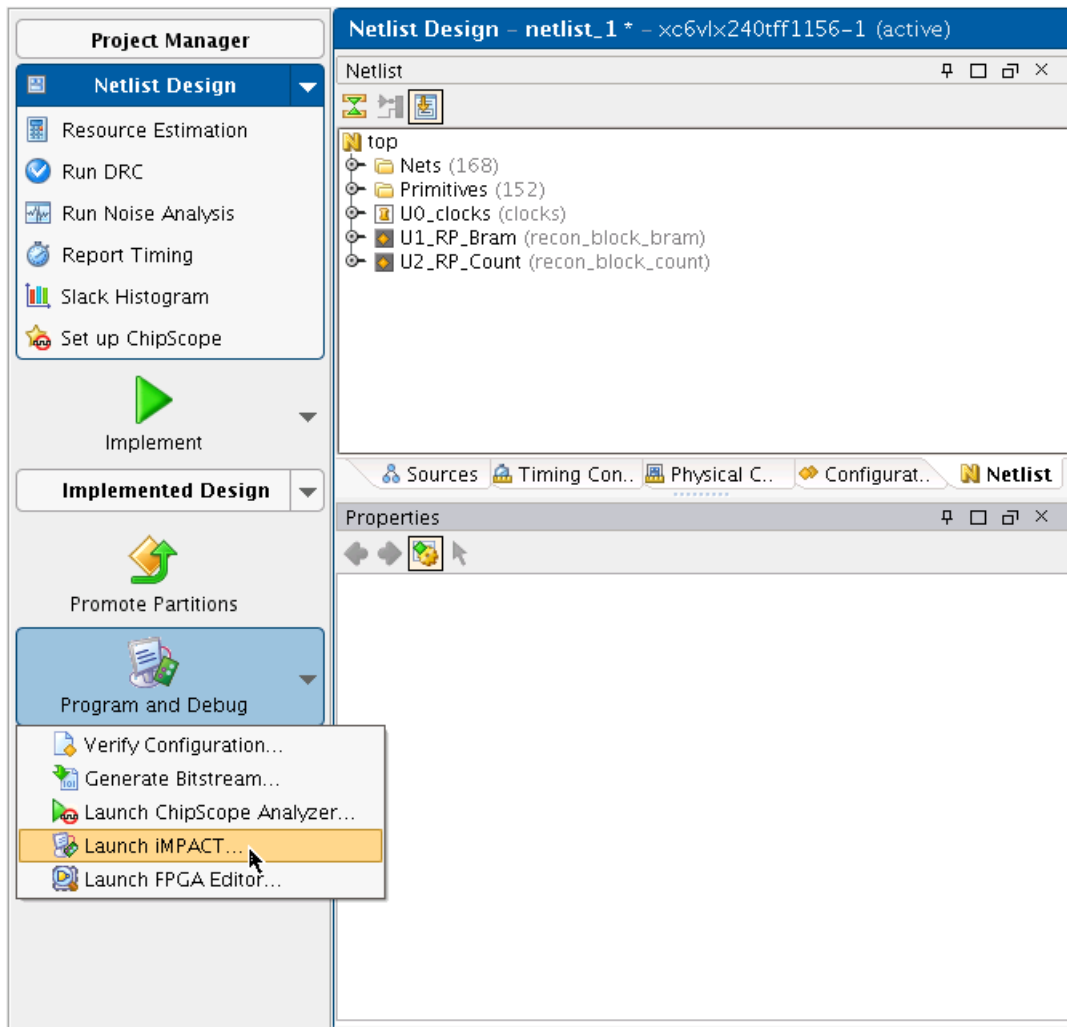 Project Manager
Netlist Design
Resource Estimation
Run DRC
Run Noise Analysis
Report Timing
Slack Histogram
Set up ChipScope
Implement
Implemented Design
Promote Partitions
Program and Debug
Verify Configuration...
Generate Bitstream...
Launch ChipScope Analyzer...
Launch iMPACT...
Launch FPGA Editor...
Netlist Design - netlist_1 * - xc6vlx240tff1156-1 (active)
Netlist
top
Nets (168)
Primitives (152)
U0_clocks (clocks)
U1_RP_Bram (recon_block_bram)
U2_RP_Count (recon_block_count)
Sources Timing Con.. Physical C.. Configurat.. Netlist
Properties